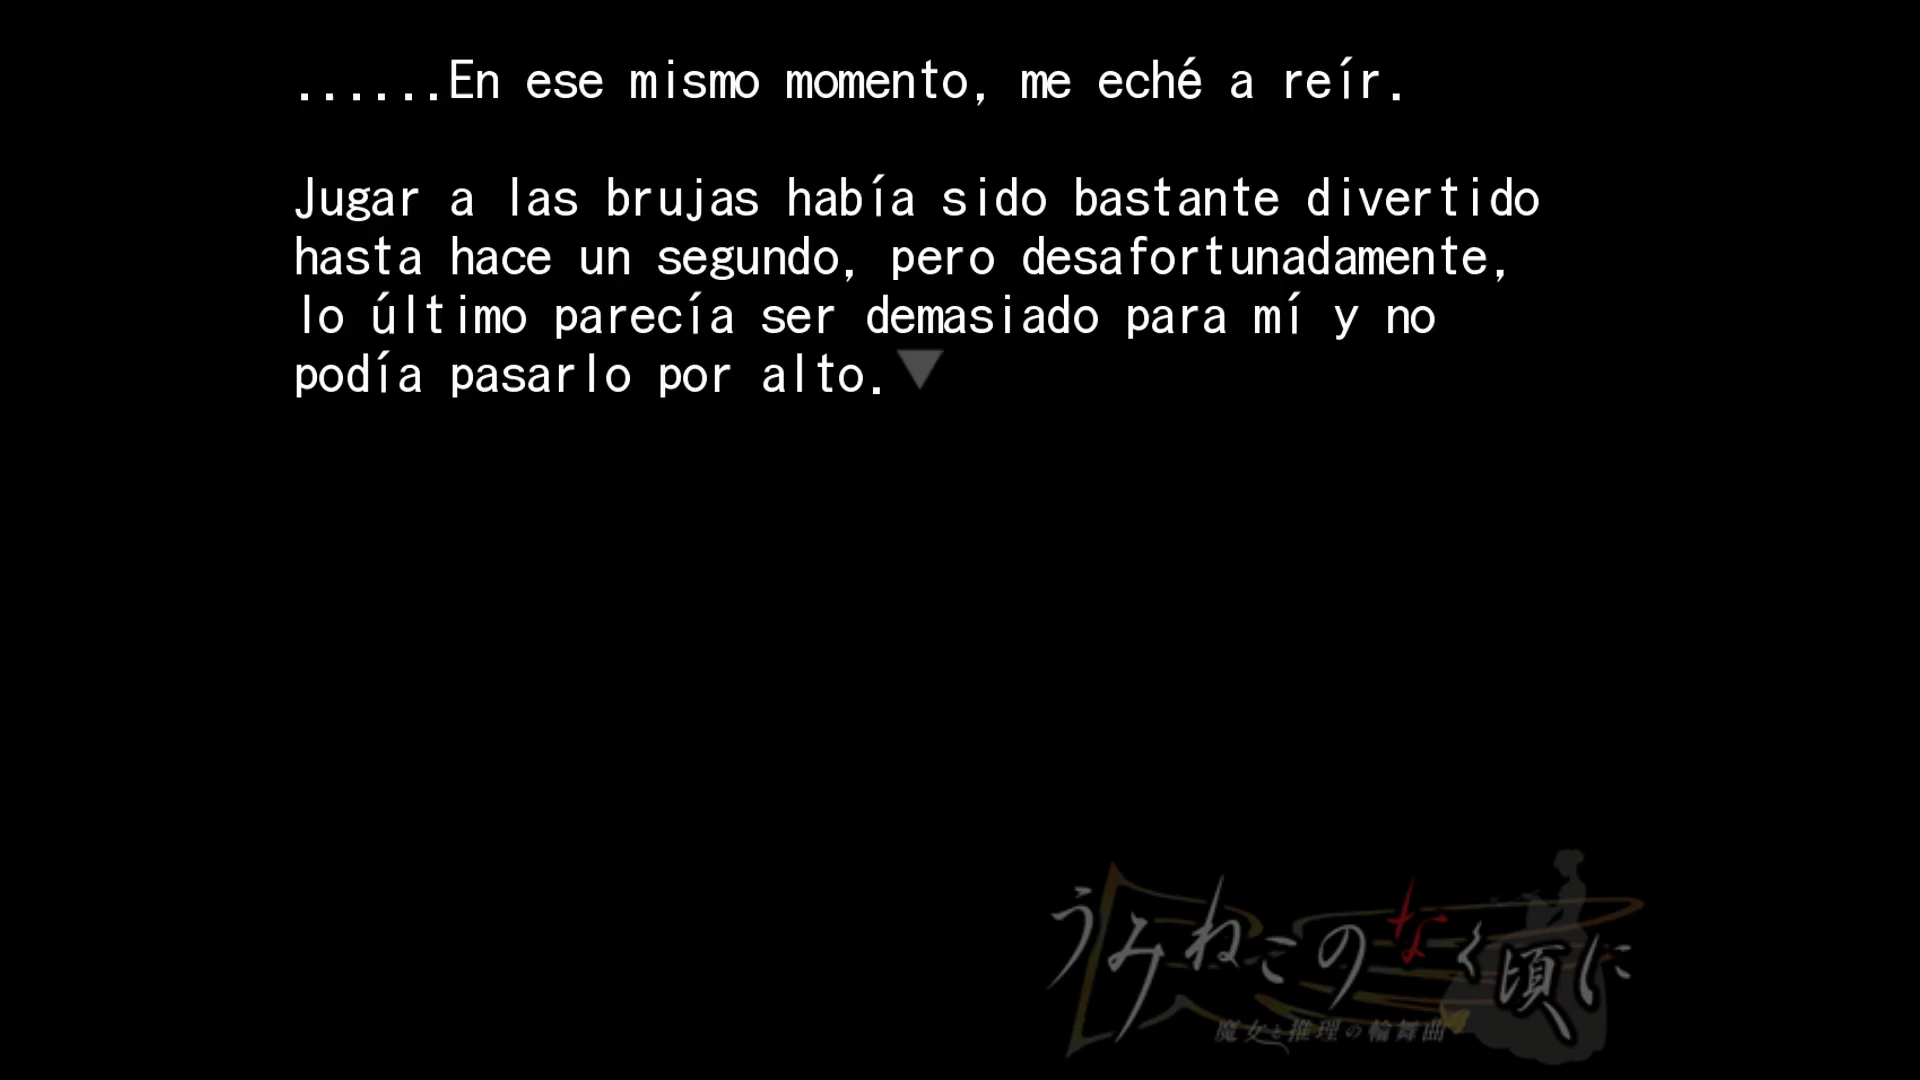 ......En ese mismo momento, me eché a reír.
Jugar a las brujas había sido bastante divertido
hasta hace un segundo, pero desafortunadamente,
lo último parecía ser demasiado para mí y no
podía pasarlo por alto.
うみねこのなく頃に
魔女と推理の輪舞曲